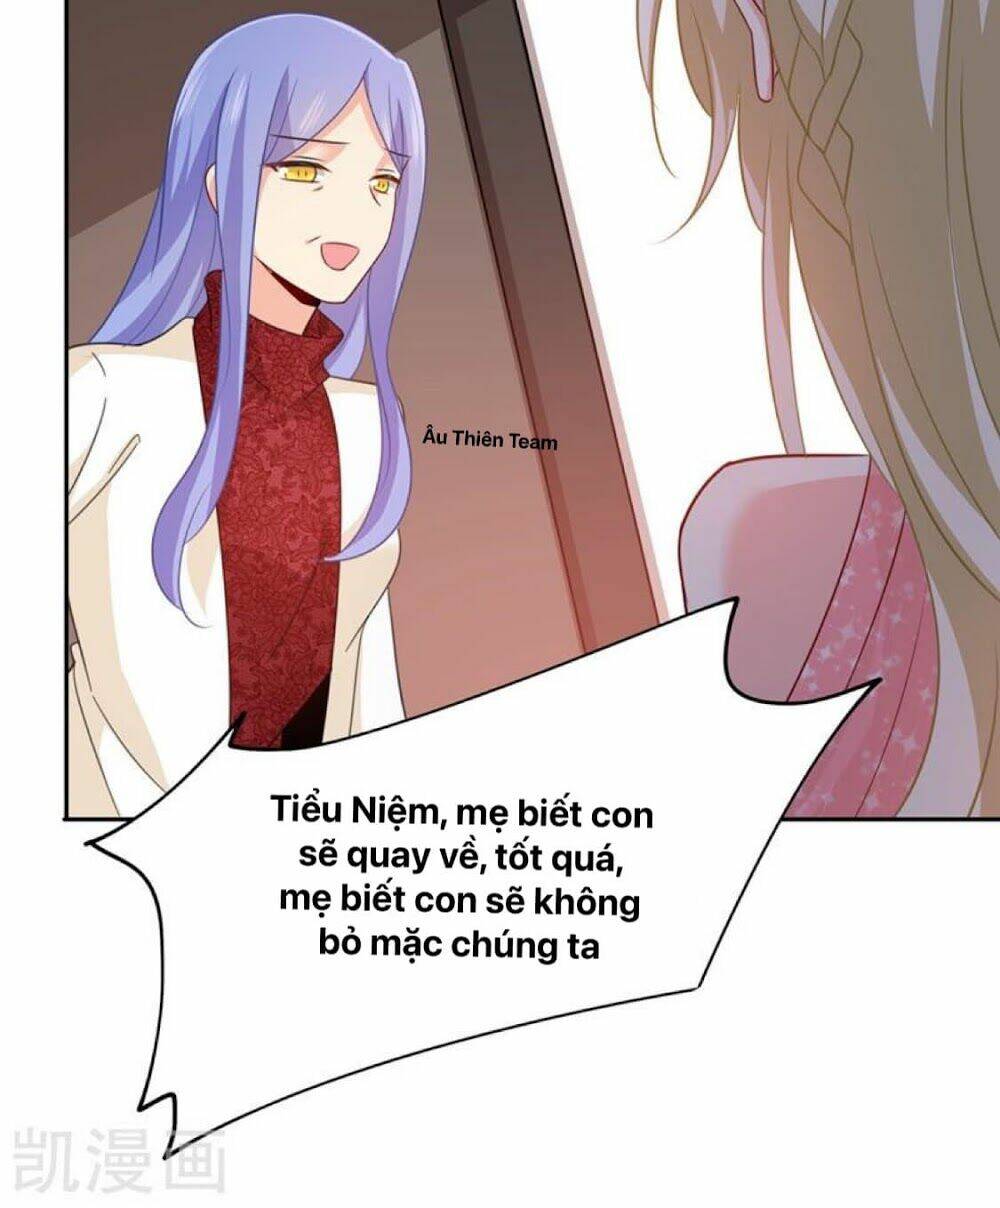 Âu Thiên Team
Tiểu Niệm, mẹ biết con
sẽ quay về, tốt quá,
mẹ biết con sẽ không
bỏ mặc chúng ta
凯漫画